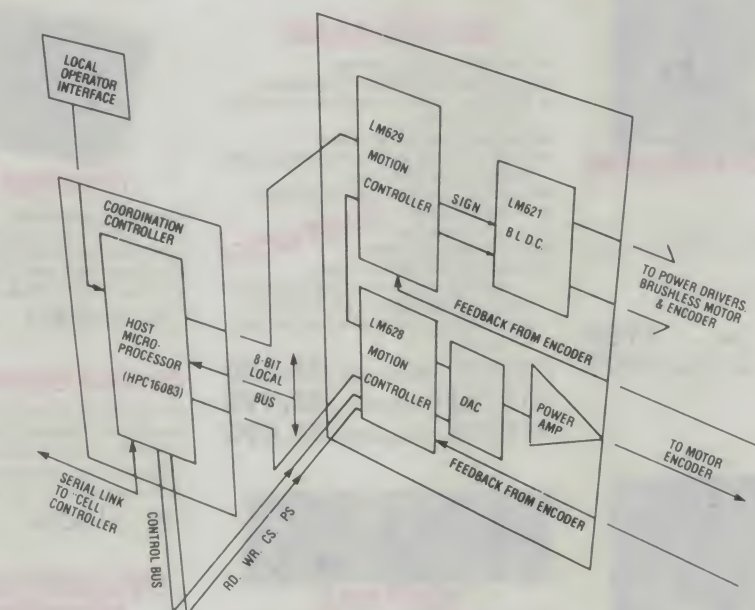 LOCAL
OPERATOR
INTERFACE
COORDINATION
CONTROLLER
HOST
MICRO-
PROCESSOR
(HPC16083)
8-BIT
LOCAL
BUS
SERIAL LINK
TO "CELL
CONTROLLER
CONTROL BUS
RD. WR. CS. PS
LM629
MOTION
CONTROLLER
SIGN
LM621
B L D C.
TO POWER DRIVERS.
BRUSHLESS MOTOR
& ENCODER
FEEDBACK FROM ENCODER
LM628
MOTION
CONTROLLER
DAC
POWER
AMP
TO MOTOR
ENCODER
FEEDBACK FROM ENCODER